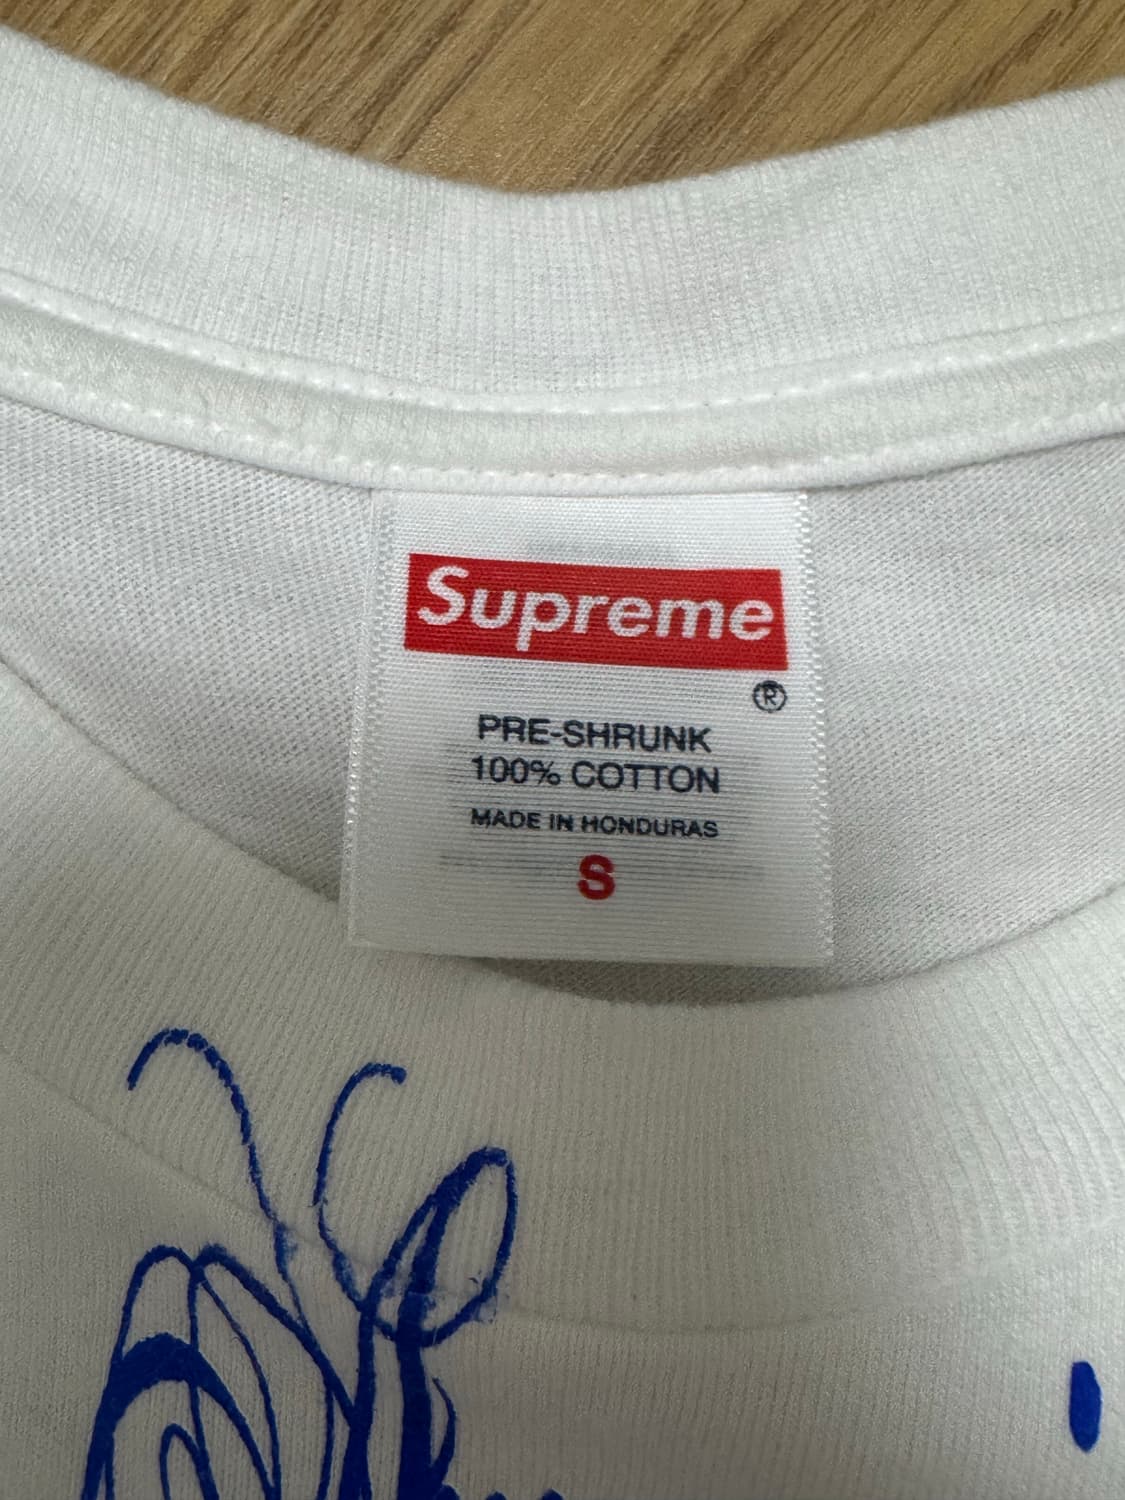 Supreme
®
PRE-SHRUNK
100% COTTON
MADE IN HONDURAS
S